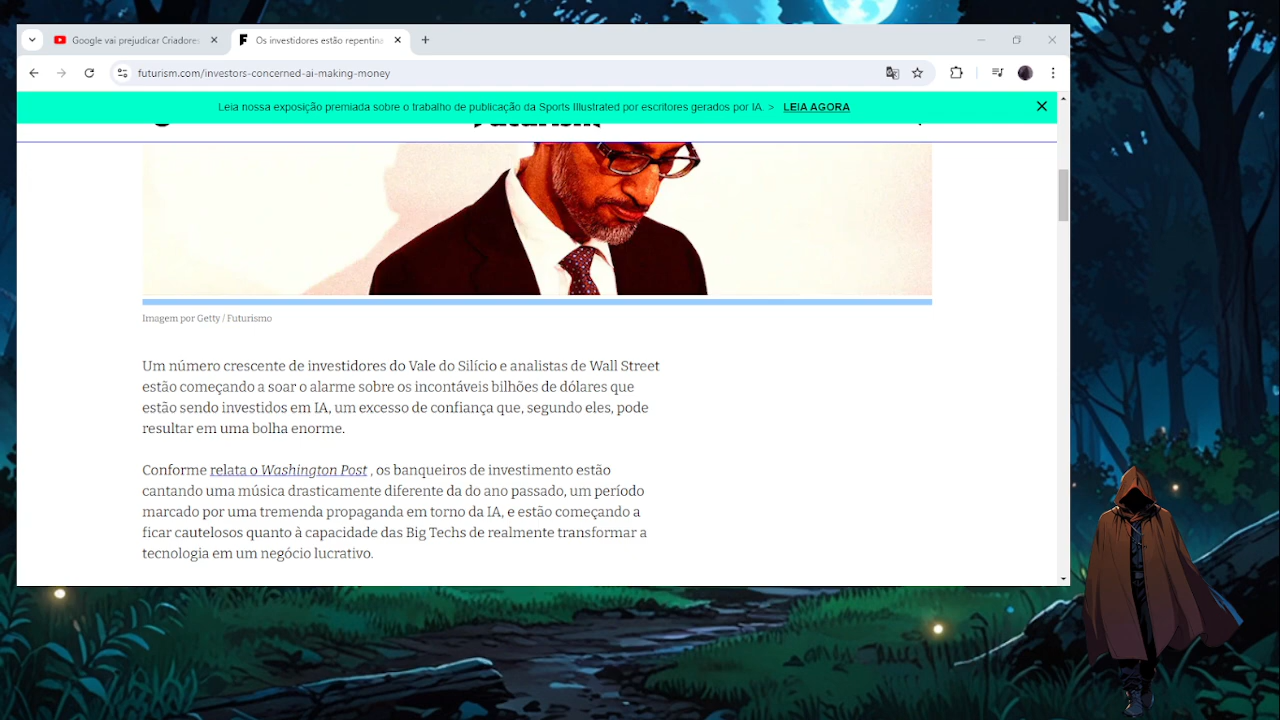 Google vai prejudicar Criadores
Os investidores estão repentina
futurism.com/investors-concerned-ai-making-money
Leia nossa exposição premiada sobre o trabalho de publicação da Sports Illustrated por escritores gerados por IA. > LEIA AGORA
Imagem por Getty / Futurismo
Um número crescente de investidores do Vale do Silício e analistas de Wall Street
estão começando a soar o alarme sobre os incontáveis bilhões de dólares que
estão sendo investidos em IA, um excesso de confiança que, segundo eles, pode
resultar em uma bolha enorme.
Conforme relata o Washington Post , os banqueiros de investimento estão
cantando uma música drasticamente diferente da do ano passado, um período
marcado por uma tremenda propaganda em torno da IA, e estão começando a
ficar cautelosos quanto à capacidade das Big Techs de realmente transformar a
tecnologia em um negócio lucrativo.